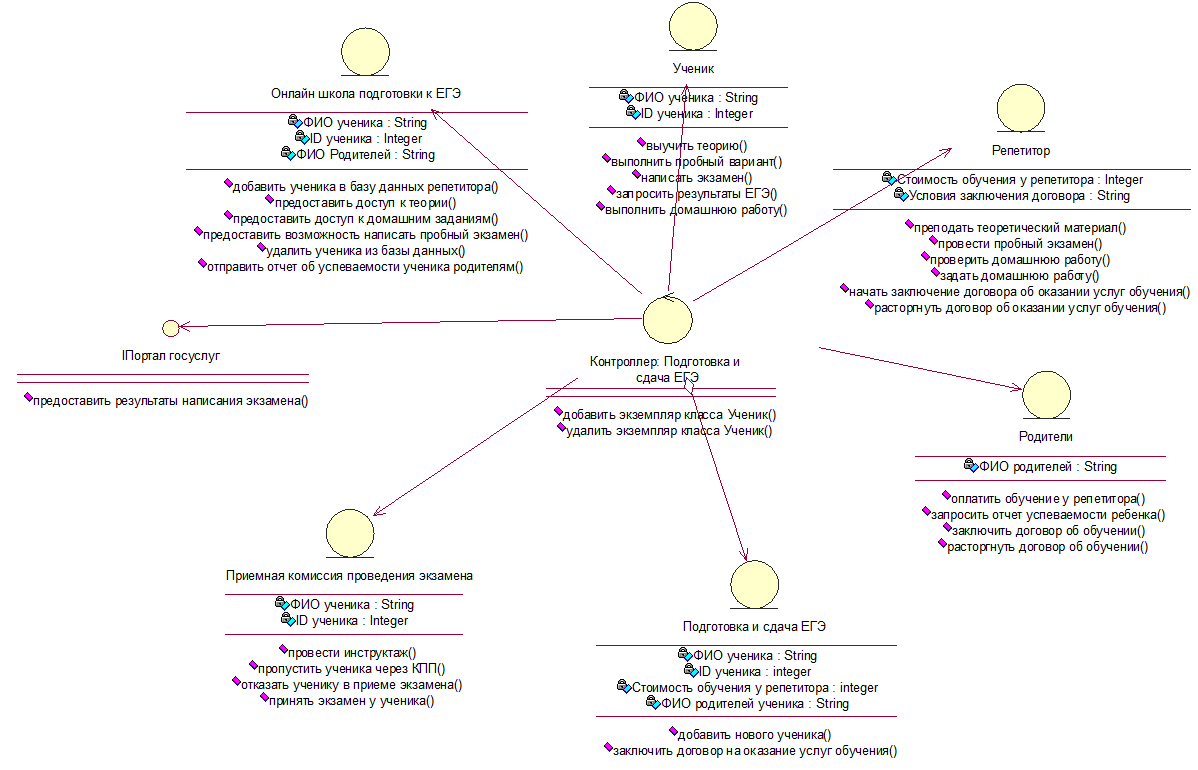 Онлайн школа подготовки к ЕГЭ
ФИО ученика : String
ID ученика : Integer
ФИО Родителей : String
добавить ученика в базу данных репетитора()
предоставить доступ к теории()
предоставить доступ к домашним заданиям()
предоставить возможность написать пробный экзамен()
удалить ученика из базы данных()
отправить отчет об успеваемости ученика родителям()
Ученик
ФИО ученика : String
ID ученика : Integer
выучить теорию()
выполнить пробный вариант()
написать экзамен()
запросить результаты ЕГЭ()
выполнить домашнюю работу()
Репетитор
Стоимость обучения у репетитора : Integer
Условия заключения договора : String
преподать теоретический материал()
провести пробный экзамен()
проверить домашнюю работу()
задать домашнюю работу()
начать заключение договора об оказании услуг обучения()
расторгнуть договор об оказании услуг обучения()
IПортал госуслуг
предоставить результаты написания экзамена()
Контроллер: Подготовка и
сдача ЕГЭ
добавить экземпляр класса Ученик()
удалить экземпляр класса Ученик()
Родители
ФИО родителей : String
оплатить обучение у репетитора()
запросить отчет успеваемости ребенка()
заключить договор об обучении()
расторгнуть договор об обучении()
Приемная комиссия проведения экзамена
ФИО ученика : String
ID ученика : Integer
провести инструктаж()
пропустить ученика через КПП()
отказать ученику в приеме экзамена()
принять экзамен у ученика()
Подготовка и сдача ЕГЭ
ФИО ученика : String
ID ученика : integer
Стоимость обучения у репетитора : integer
ФИО родителей ученика : String
добавить нового ученика()
заключить договор на оказание услуг обучения()